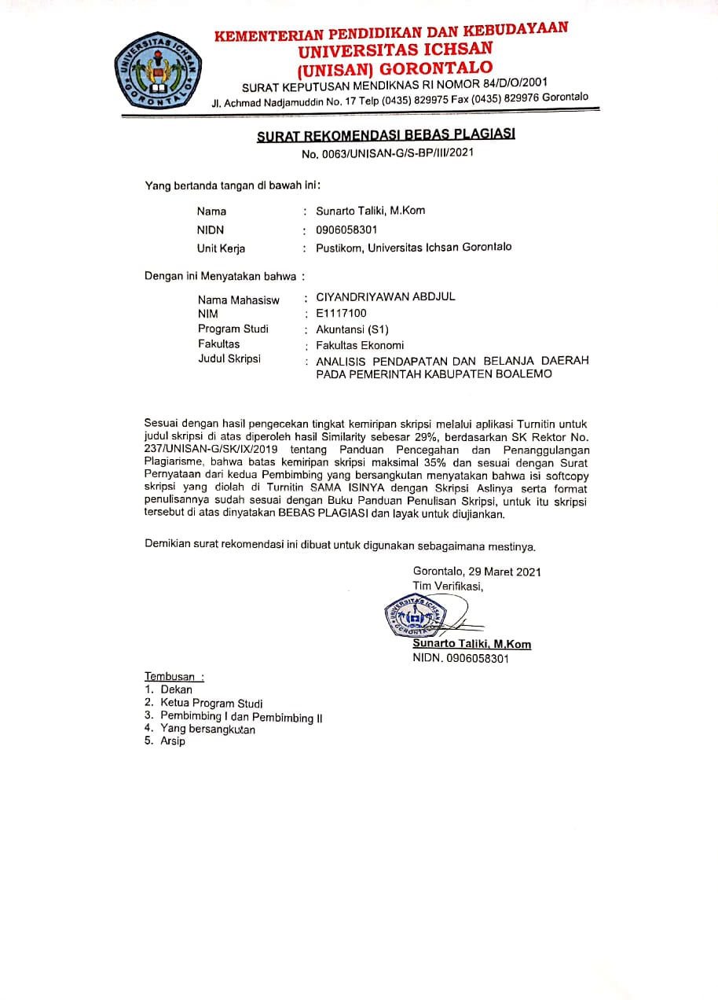 UNIVERSITAS ICHSAN
GORONTALO
KEMENTERIAN PENDIDIKAN DAN KEBUDAYAAN
UNIVERSITAS ICHSAN
(UNISAN) GORONTALO
SURAT KEPUTUSAN MENDIKNAS RI NOMOR 84/D/O/2001
Jl. Achmad Nadjamuddin No. 17 Telp (0435) 829975 Fax (0435) 829976 Gorontalo
SURAT REKOMENDASI BEBAS PLAGIASI
No. 0063/UNISAN-G/S-BP/III/2021
Yang bertanda tangan di bawah ini:
Nama : Sunarto Taliki, M.Kom
NIDN : 0906058301
Unit Kerja : Pustikom, Universitas Ichsan Gorontalo
Dengan ini Menyatakan bahwa :
Nama Mahasisw : CIYANDRIYAWAN ABDJUL
NIM : E1117100
Program Studi : Akuntansi (S1)
Fakultas : Fakultas Ekonomi
Judul Skripsi : ANALISIS PENDAPATAN DAN BELANJA DAERAH
PADA PEMERINTAH KABUPATEN BOALEMO
Sesuai dengan hasil pengecekan tingkat kemiripan skripsi melalui aplikasi Turnitin untuk
judul skripsi di atas diperoleh hasil Similarity sebesar 29%, berdasarkan SK Rektor No.
237/UNISAN-G/SK/IX/2019 tentang Panduan Pencegahan dan Penanggulangan
Plagiarisme, bahwa batas kemiripan skripsi maksimal 35% dan sesuai dengan Surat
Pernyataan dari kedua Pembimbing yang bersangkutan menyatakan bahwa isi softcopy
skripsi yang diolah di Turnitin SAMA ISINYA dengan Skripsi Aslinya serta format
penulisannya sudah sesuai dengan Buku Panduan Penulisan Skripsi, untuk itu skripsi
tersebut di atas dinyatakan BEBAS PLAGIASI dan layak untuk diujiankan.
Demikian surat rekomendasi ini dibuat untuk digunakan sebagaimana mestinya.
Gorontalo, 29 Maret 2021
Tim Verifikasi,
UNIVERSITAS ICHSAN
GORONTALO
Sunarto Taliki, M.Kom
NIDN. 0906058301
Tembusan :
1. Dekan
2. Ketua Program Studi
3. Pembimbing I dan Pembimbing II
4. Yang bersangkutan
5. Arsip